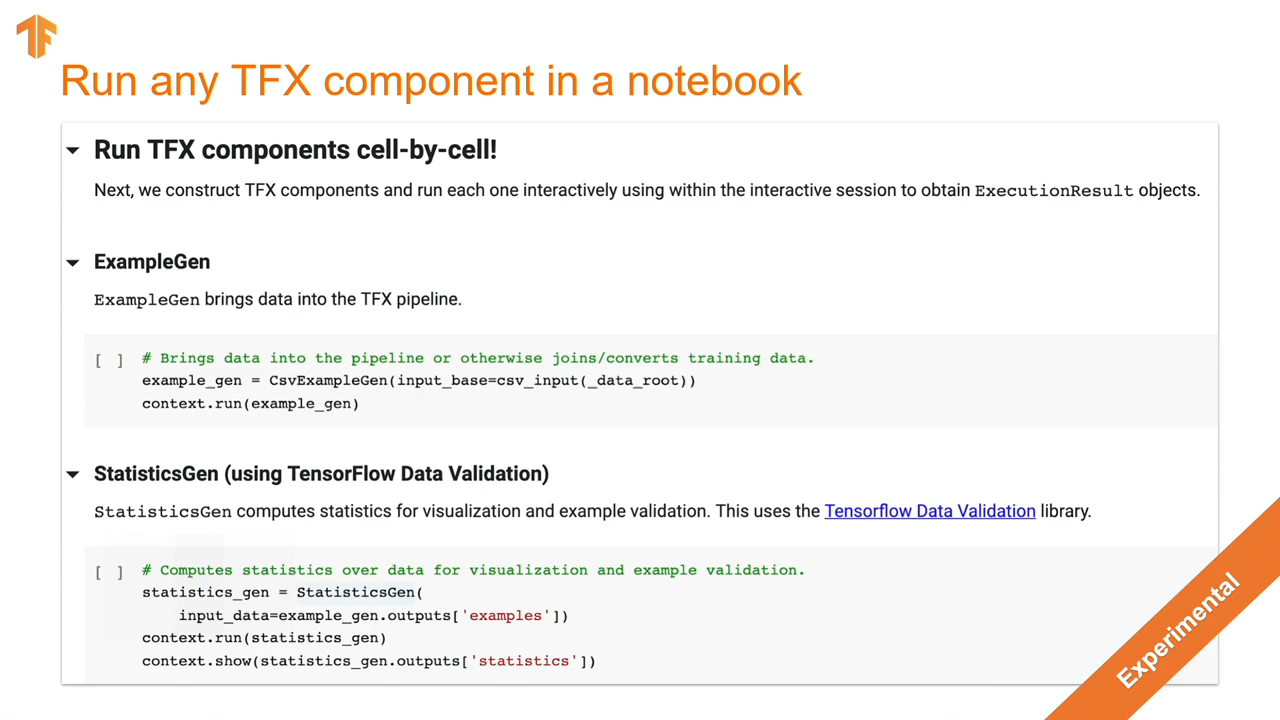 Run any TFX component in a notebook
Run TFX components cell-by-cell!
Next, we construct TFX components and run each one interactively using within the interactive session to obtain ExecutionResult objects.
ExampleGen
ExampleGen brings data into the TFX pipeline.
[ ] # Brings data into the pipeline or otherwise joins/converts training data.
example_gen = CsvExampleGen(input_base=csv_input(_data_root))
context.run(example_gen)
StatisticsGen (using TensorFlow Data Validation)
StatisticsGen computes statistics for visualization and example validation. This uses the Tensorflow Data Validation library.
[ ] # Computes statistics over data for visualization and example validation.
statistics_gen = StatisticsGen(
input_data=example_gen.outputs['examples'])
context.run(statistics_gen)
context.show(statistics_gen.outputs['statistics'])
Experimental